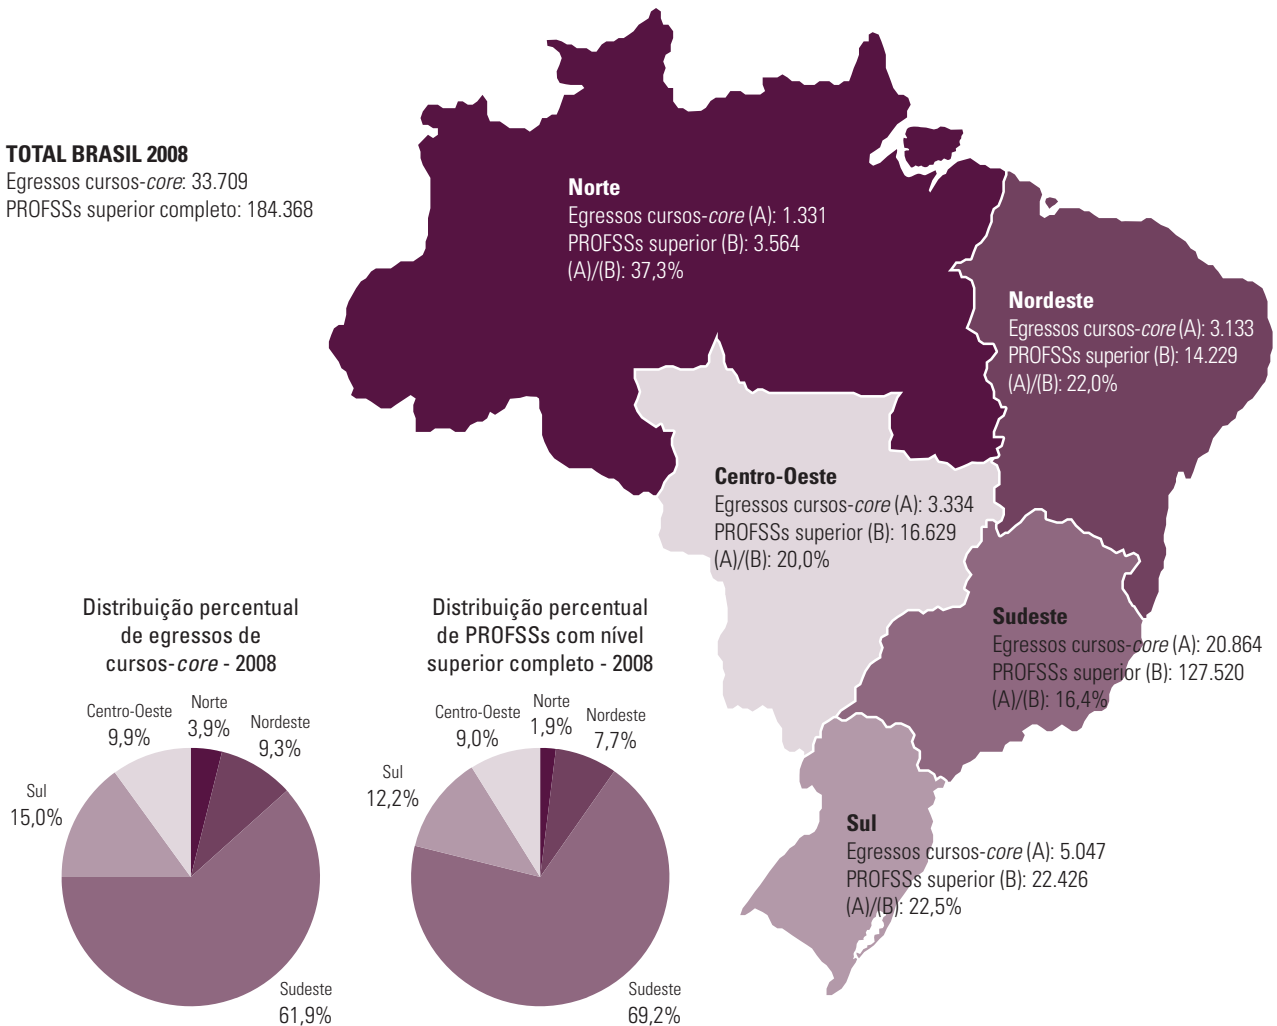 TOTAL BRASIL 2008
Egressos cursos-core: 33.709
PROFSSs superior completo: 184.368
Norte
Egressos cursos-core (A): 1.331
PROFSSs superior (B): 3.564
(A)/(B): 37,3%
Nordeste
Egressos cursos-core (A): 3.133
PROFSSs superior (B): 14.229
(A)/(B): 22,0%
Centro-Oeste
Egressos cursos-core (A): 3.334
PROFSSs superior (B): 16.629
(A)/(B): 20,0%
Sudeste
Egressos cursos-core (A): 20.864
PROFSSs superior (B): 127.520
(A)/(B): 16,4%
Sul
Egressos cursos-core (A): 5.047
PROFSSs superior (B): 22.426
(A)/(B): 22,5%
Distribuição percentual
de egressos de
cursos-core - 2008
Centro-Oeste
9,9%
Norte
3,9%
Nordeste
9,3%
Sul
15,0%
Sudeste
61,9%
Distribuição percentual
de PROFSSs com nível
superior completo - 2008
Centro-Oeste
9,0%
Norte
1,9%
Nordeste
7,7%
Sul
12,2%
Sudeste
69,2%